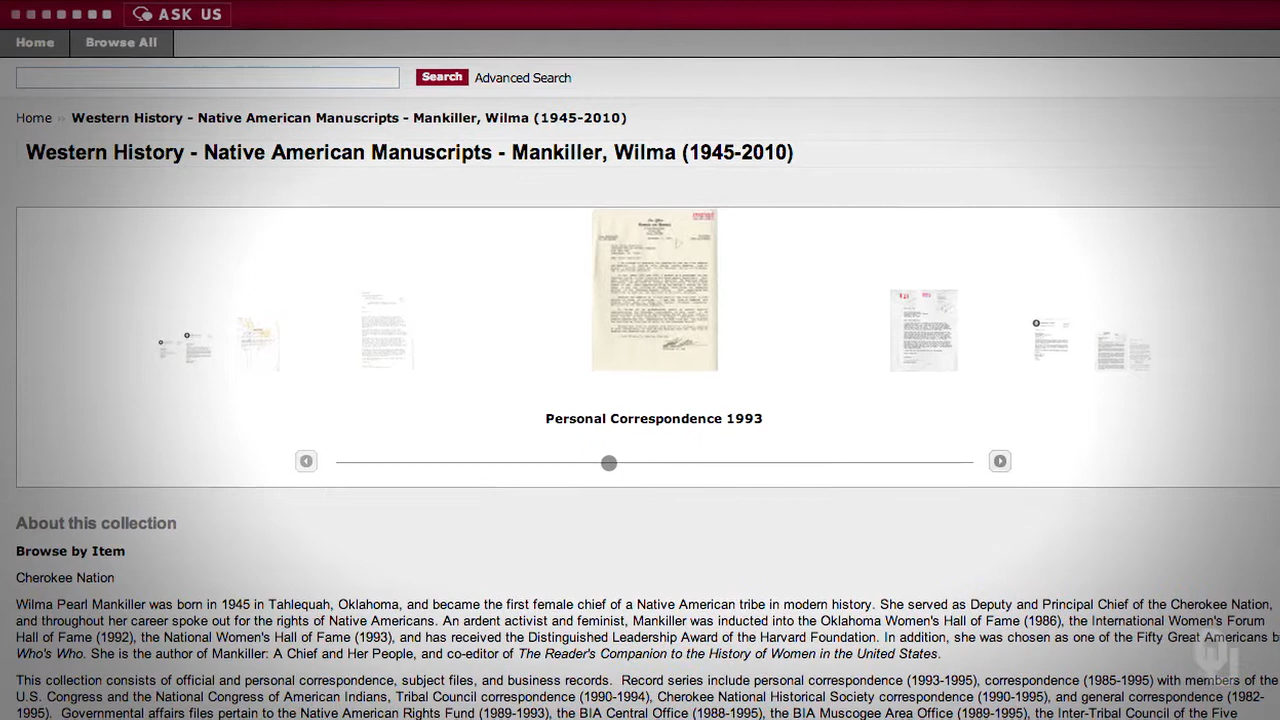 ASK US
Home Browse All
Search Advanced Search
Home » Western History - Native American Manuscripts - Mankiller, Wilma (1945-2010)
Western History - Native American Manuscripts - Mankiller, Wilma (1945-2010)
Personal Correspondence 1993
About this collection
Browse by Item
Cherokee Nation
Wilma Pearl Mankiller was born in 1945 in Tahlequah, Oklahoma, and became the first female chief of a Native American tribe in modern history. She served as Deputy and Principal Chief of the Cherokee Nation,
and throughout her career spoke out for the rights of Native Americans. An ardent activist and feminist, Mankiller was inducted into the Oklahoma Women's Hall of Fame (1986), the International Women's Forum
Hall of Fame (1992), the National Women's Hall of Fame (1993), and has received the Distinguished Leadership Award of the Harvard Foundation. In addition, she was chosen as one of the Fifty Great Americans b
Who's Who. She is the author of Mankiller: A Chief and Her People, and co-editor of The Reader's Companion to the History of Women in the United States.
This collection consists of official and personal correspondence, subject files, and business records. Record series include personal correspondence (1993-1995), correspondence (1985-1995) with members of the
U.S. Congress and the National Congress of American Indians, Tribal Council correspondence (1990-1994), Cherokee National Historical Society correspondence (1990-1995), and general correspondence (1982-
1995). Governmental affairs files pertain to the Native American Rights Fund (1989-1993), the BIA Central Office (1988-1995), the BIA Muscogee Area Office (1989-1995), the Inter-Tribal Council of the Five